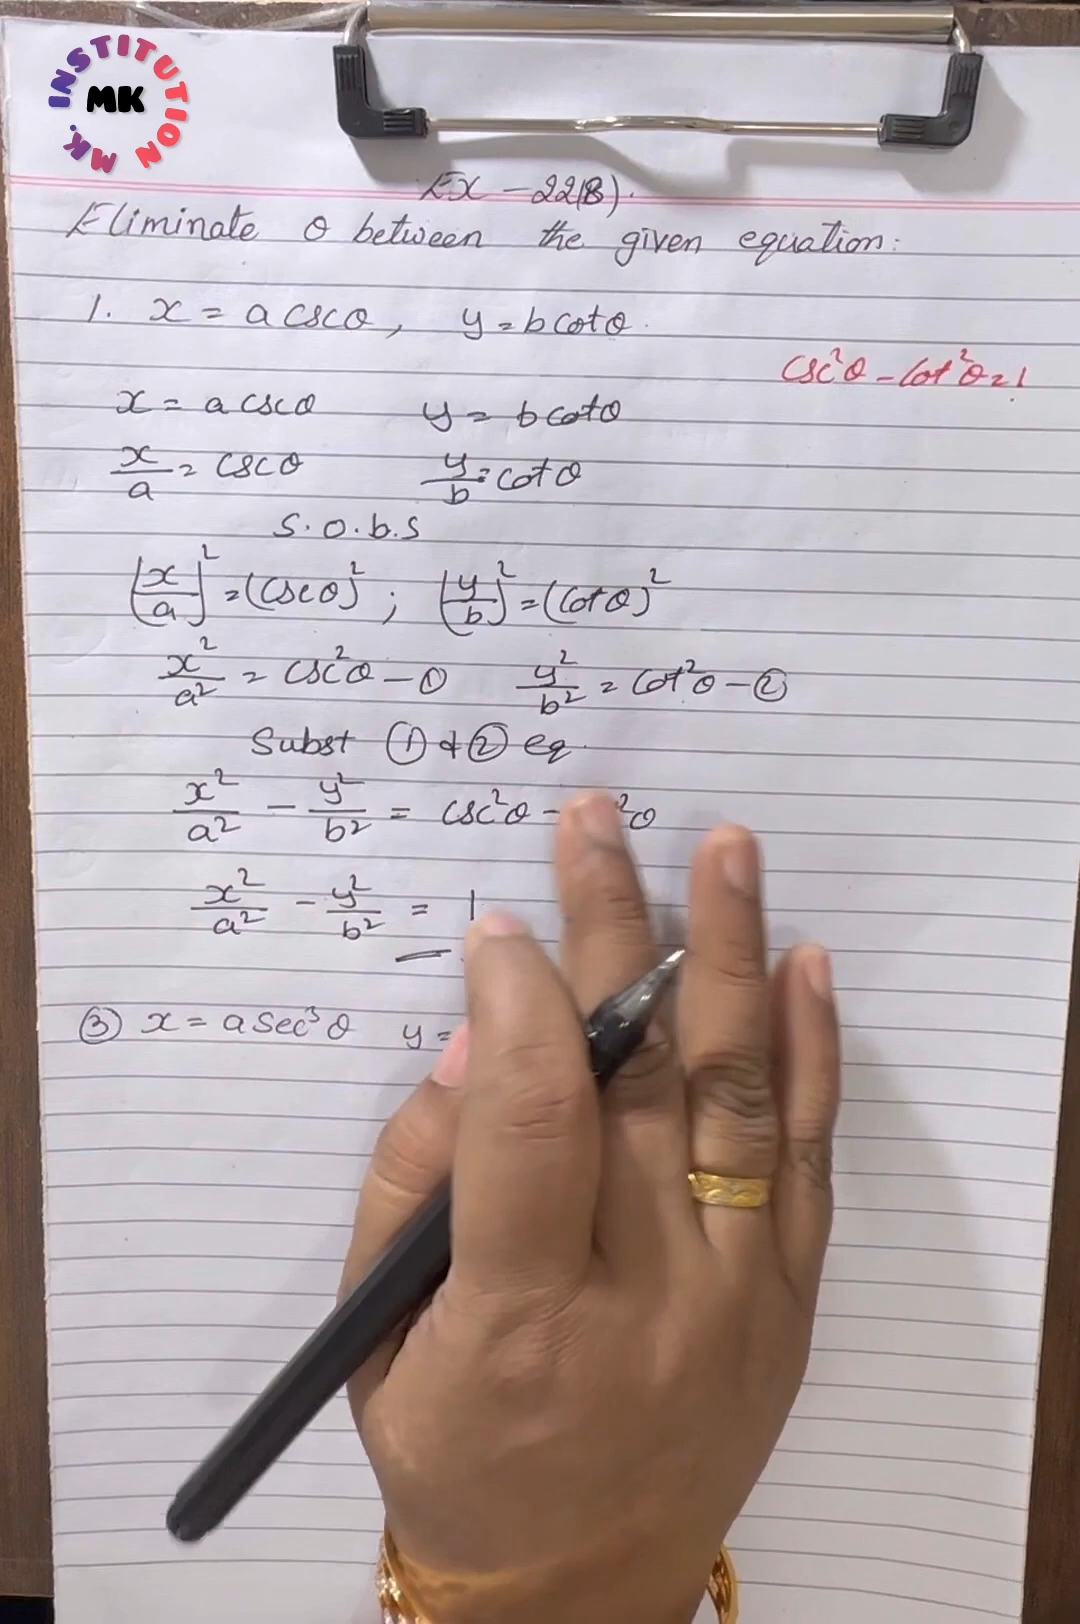 MK. INSTITUTION
MK
Ex - 22(B).
Eliminate θ between the given equation:
1. x = a cscθ, y = b cotθ.
csc²θ - cot²θ = 1
x = a cscθ y = b cotθ
x/a = cscθ y/b = cotθ
S.O.b.S
(x/a)² = (cscθ)² ; (y/b)² = (cotθ)²
x²/a² = csc²θ - ① y²/b² = cot²θ - ②
Subst ① & ② eq.
x²/a² - y²/b² = csc²θ - ²θ
x²/a² - y²/b² = 1
③ x = a Sec³θ y =